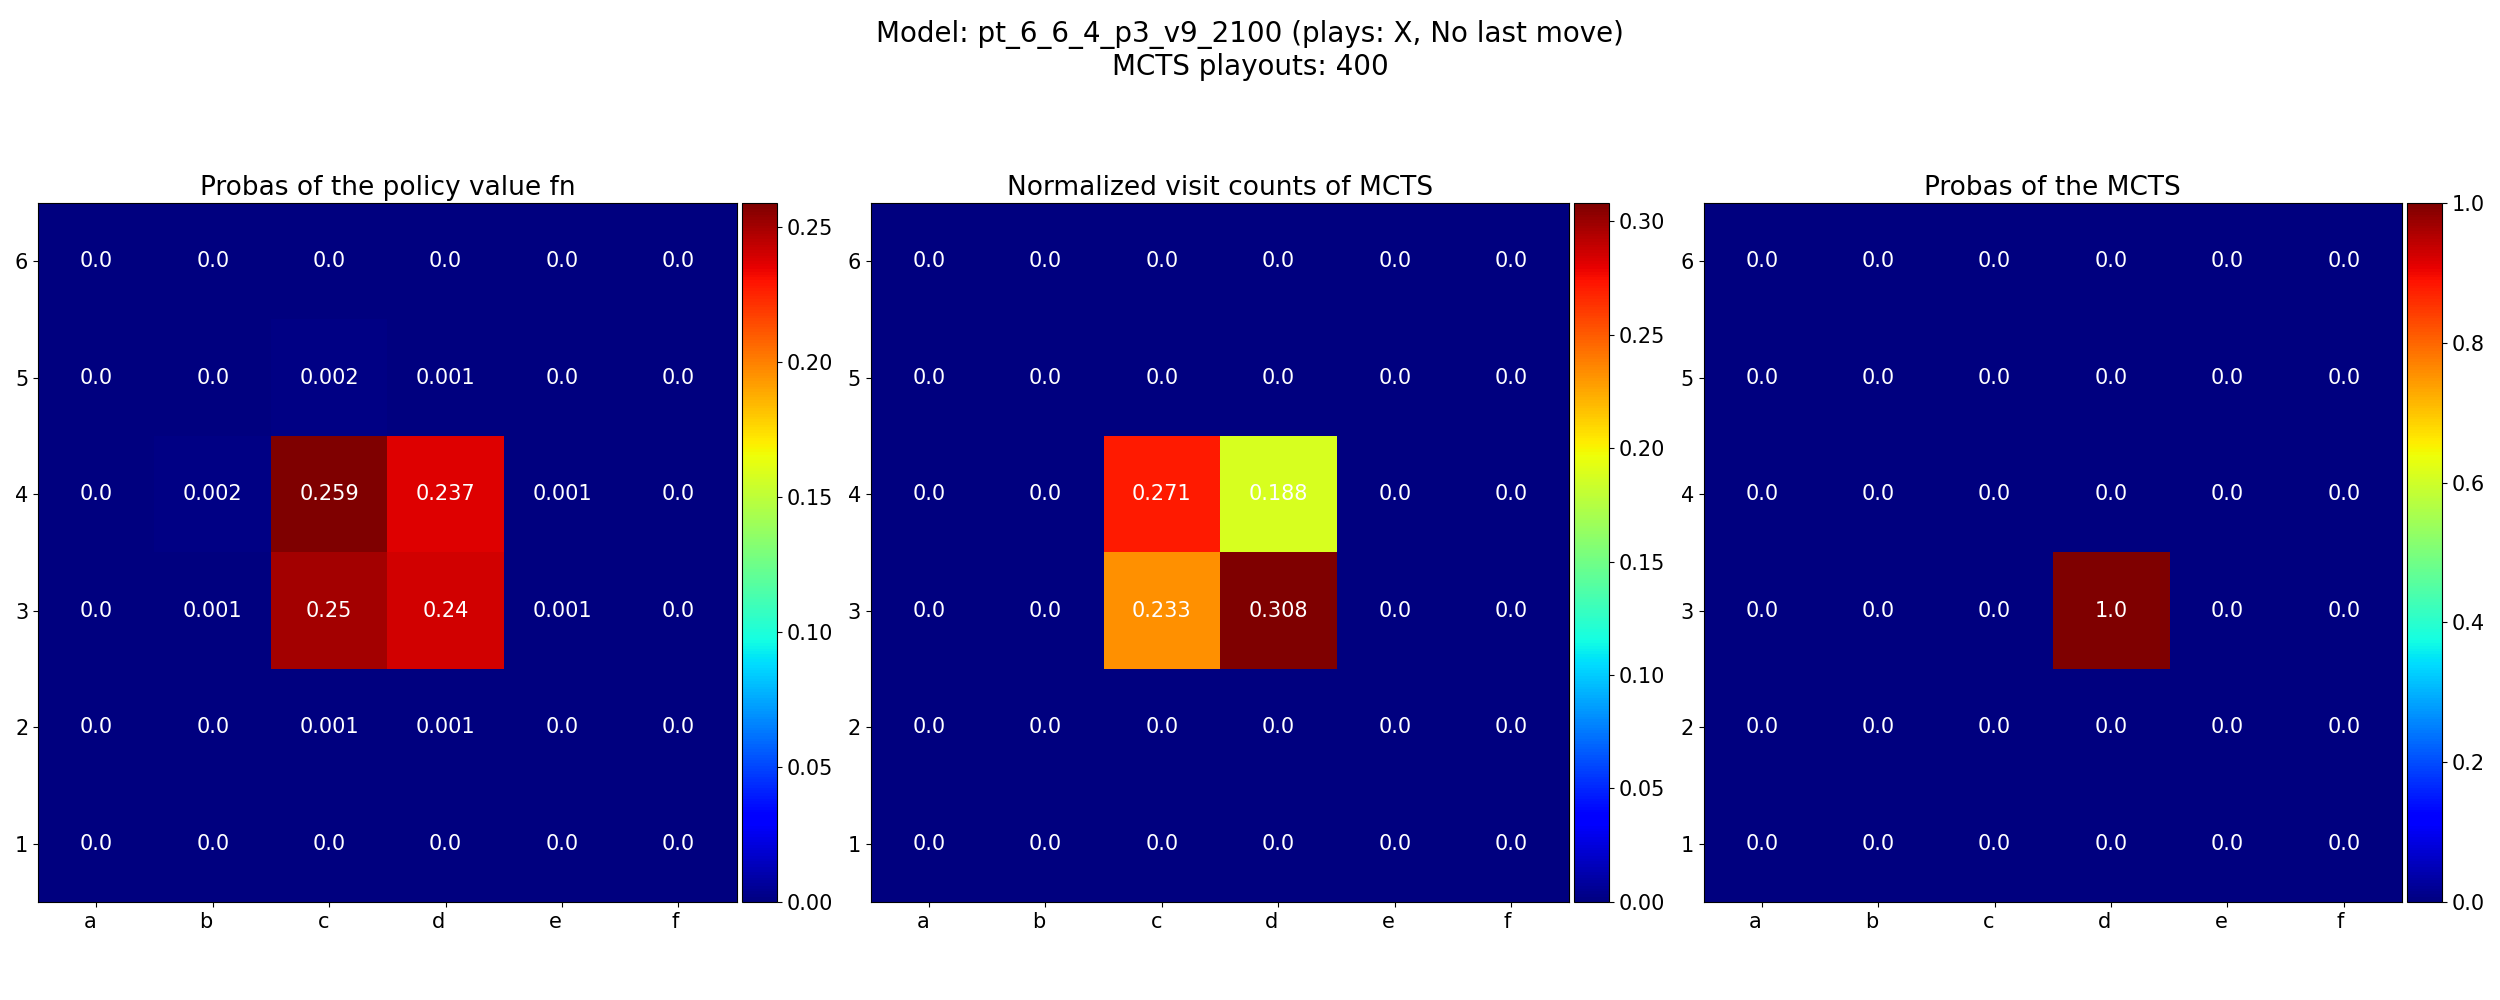 Model: pt_6_6_4_p3_v9_2100 (plays: X, No last move)
MCTS playouts: 400
Probas of the policy value fn
6 0.0 0.0 0.0 0.0 0.0 0.0
5 0.0 0.0 0.002 0.001 0.0 0.0
4 0.0 0.002 0.259 0.237 0.001 0.0
3 0.0 0.001 0.25 0.24 0.001 0.0
2 0.0 0.0 0.001 0.001 0.0 0.0
1 0.0 0.0 0.0 0.0 0.0 0.0
a b c d e f
0.25
0.20
0.15
0.10
0.05
0.00
Normalized visit counts of MCTS
6 0.0 0.0 0.0 0.0 0.0 0.0
5 0.0 0.0 0.0 0.0 0.0 0.0
4 0.0 0.0 0.271 0.188 0.0 0.0
3 0.0 0.0 0.233 0.308 0.0 0.0
2 0.0 0.0 0.0 0.0 0.0 0.0
1 0.0 0.0 0.0 0.0 0.0 0.0
a b c d e f
0.30
0.25
0.20
0.15
0.10
0.05
0.00
Probas of the MCTS
6 0.0 0.0 0.0 0.0 0.0 0.0
5 0.0 0.0 0.0 0.0 0.0 0.0
4 0.0 0.0 0.0 0.0 0.0 0.0
3 0.0 0.0 0.0 1.0 0.0 0.0
2 0.0 0.0 0.0 0.0 0.0 0.0
1 0.0 0.0 0.0 0.0 0.0 0.0
a b c d e f
1.0
0.8
0.6
0.4
0.2
0.0